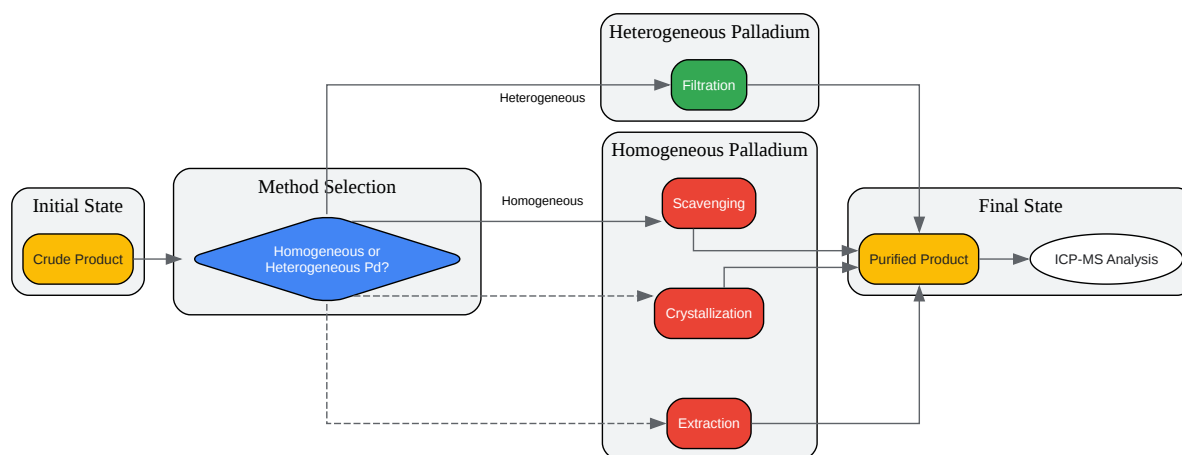 Heterogeneous Palladium
Filtration
Heterogeneous
Homogeneous Palladium
Method Selection
Initial State
Homogeneous
Scavenging
Final State
Crude Product
Homogeneous or
Heterogeneous Pd?
Purified Product
ICP-MS Analysis
Crystallization
Extraction